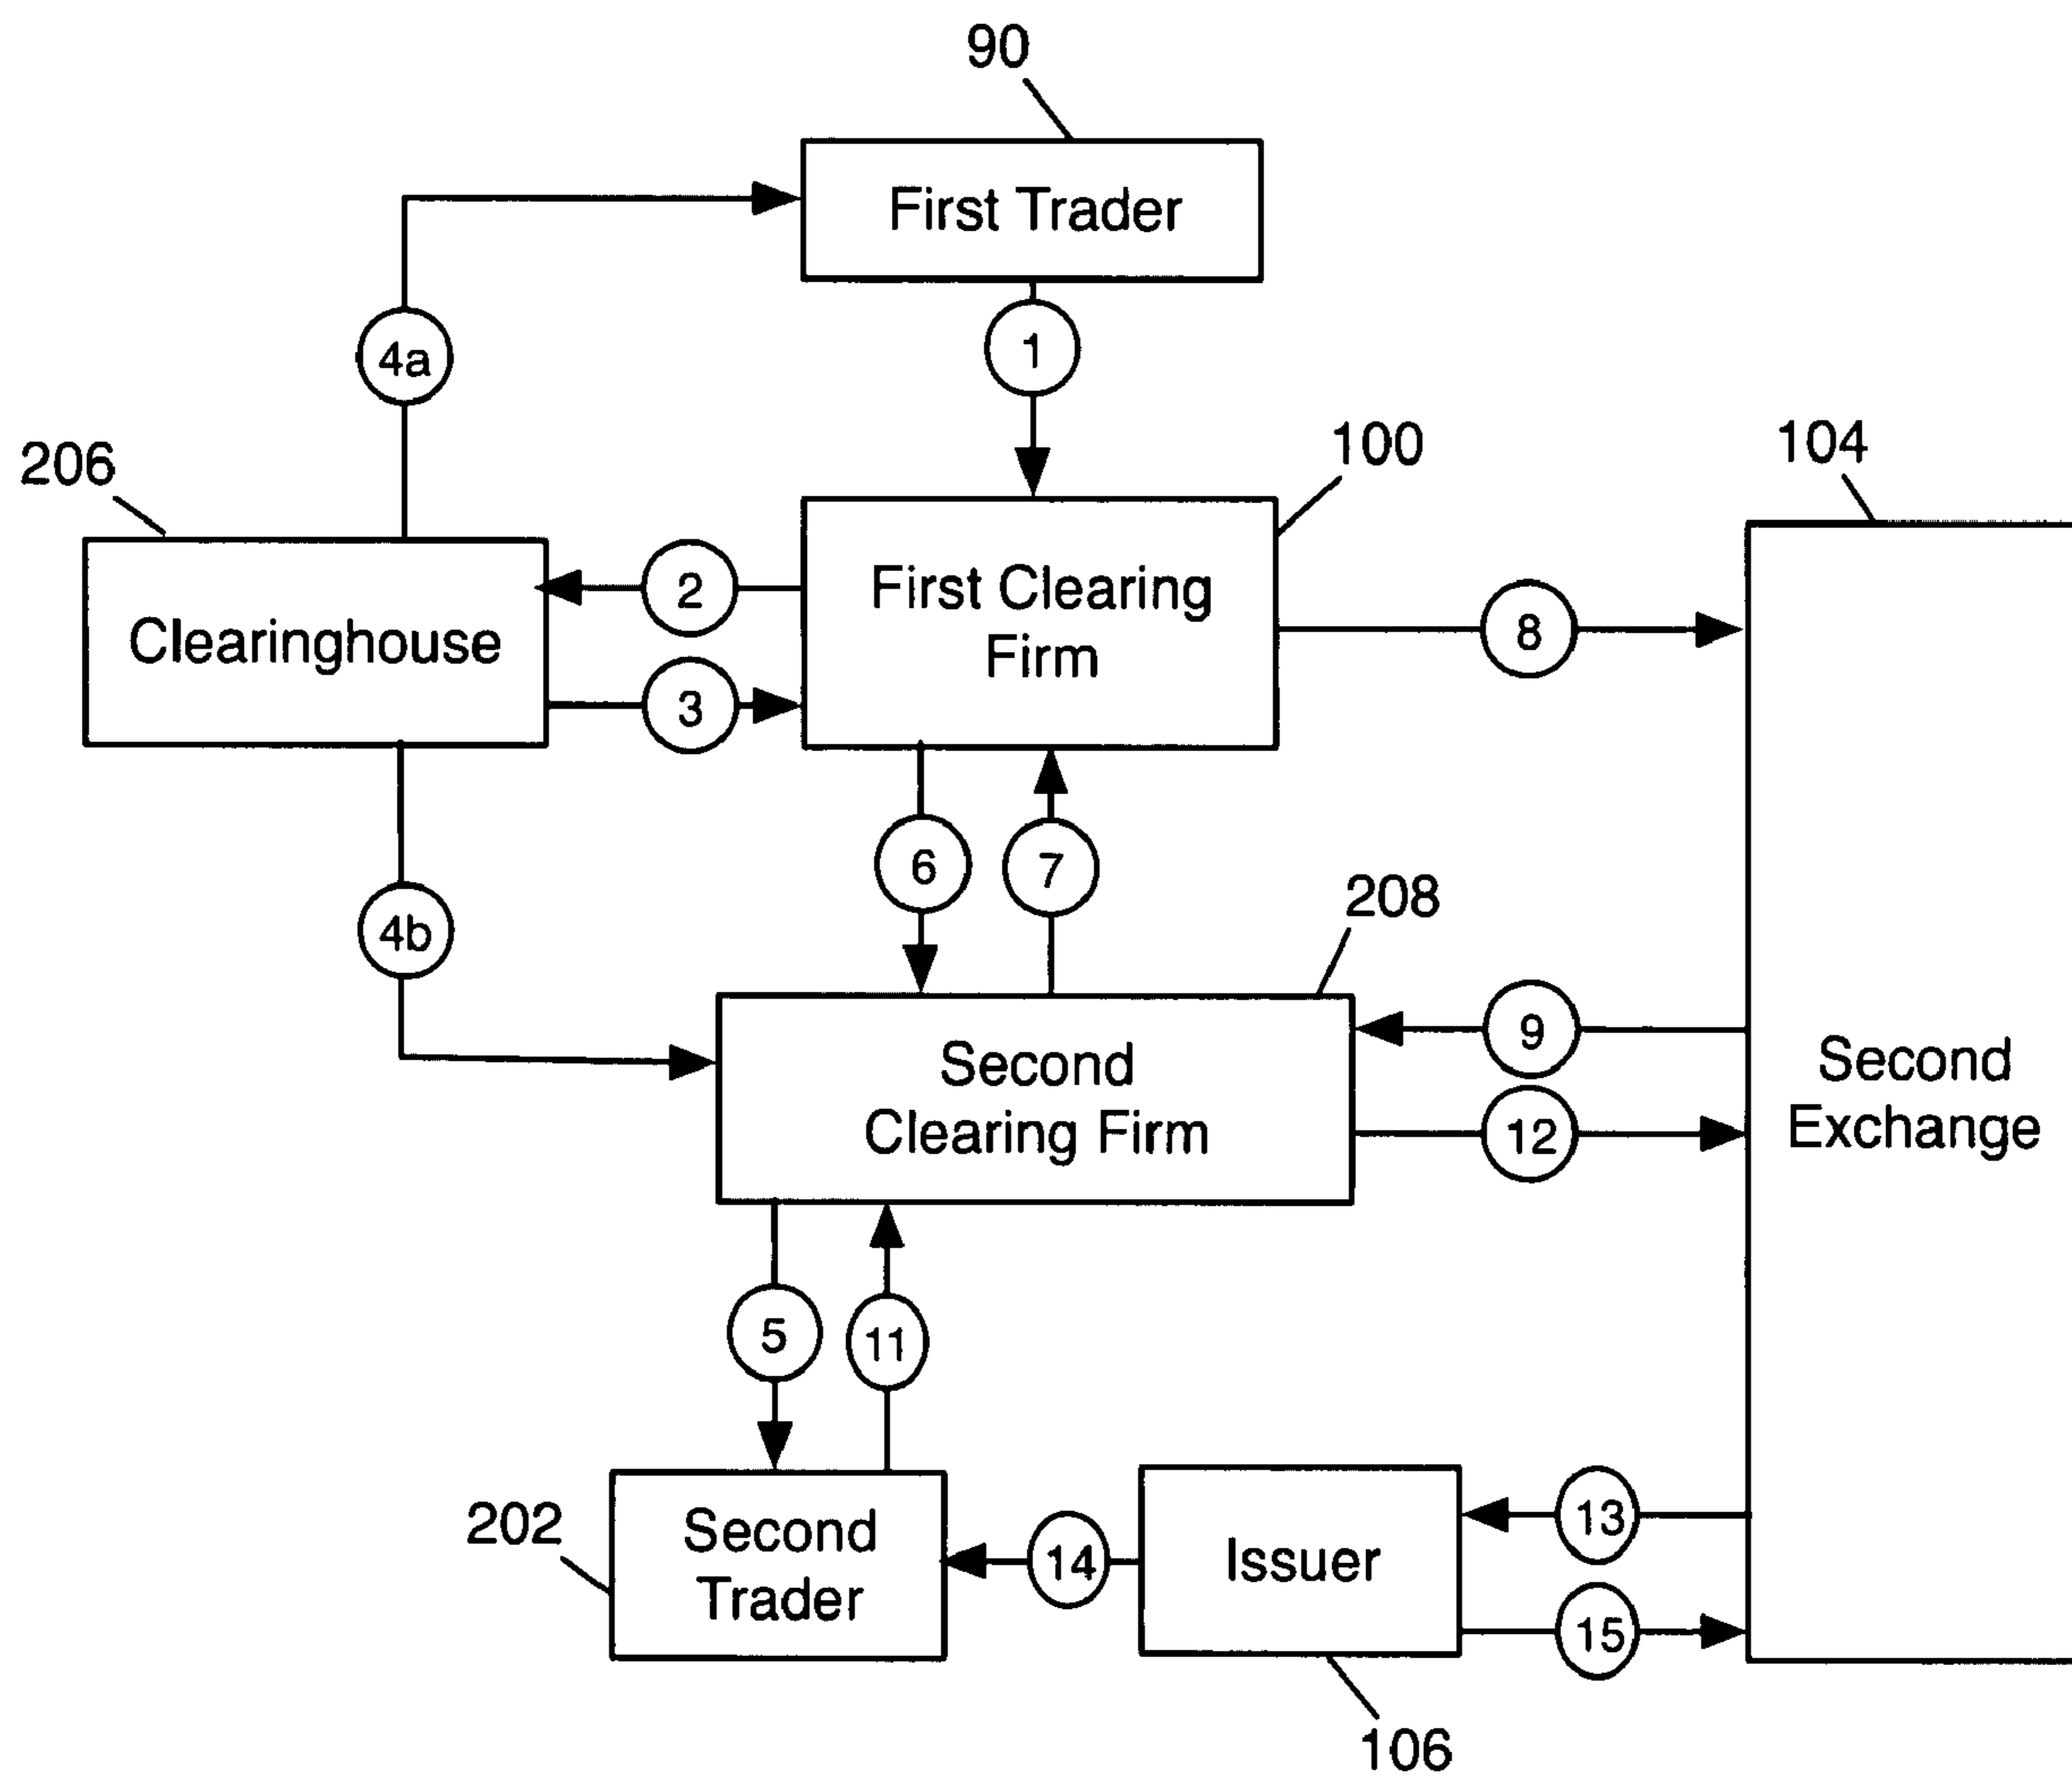 90
First Trader
4a
1
206
100
104
Clearinghouse
2
3
First Clearing
Firm
8
6
7
208
4b
Second
Clearing Firm
9
12
Second
Exchange
5
11
202
Second
Trader
14
Issuer
13
15
106